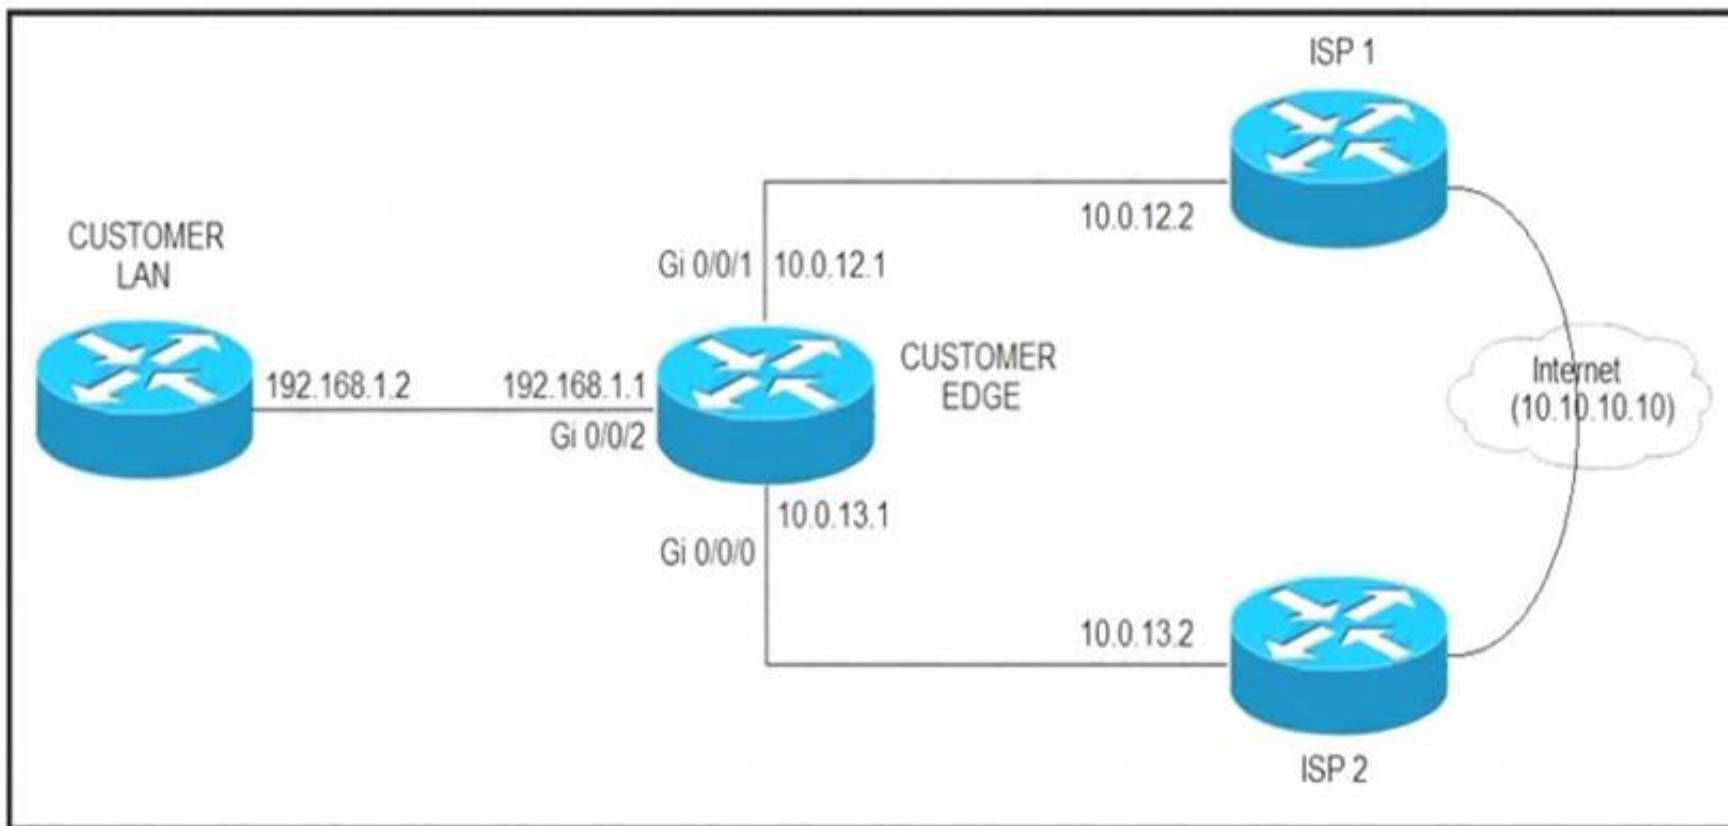 ISP 1
10.0.12.2
CUSTOMER
LAN
Gi 0/0/1 10.0.12.1
CUSTOMER
EDGE
192.168.1.2
192.168.1.1
Gi 0/0/2
Internet
(10.10.10.10)
10.0.13.1
Gi 0/0/0
10.0.13.2
ISP 2